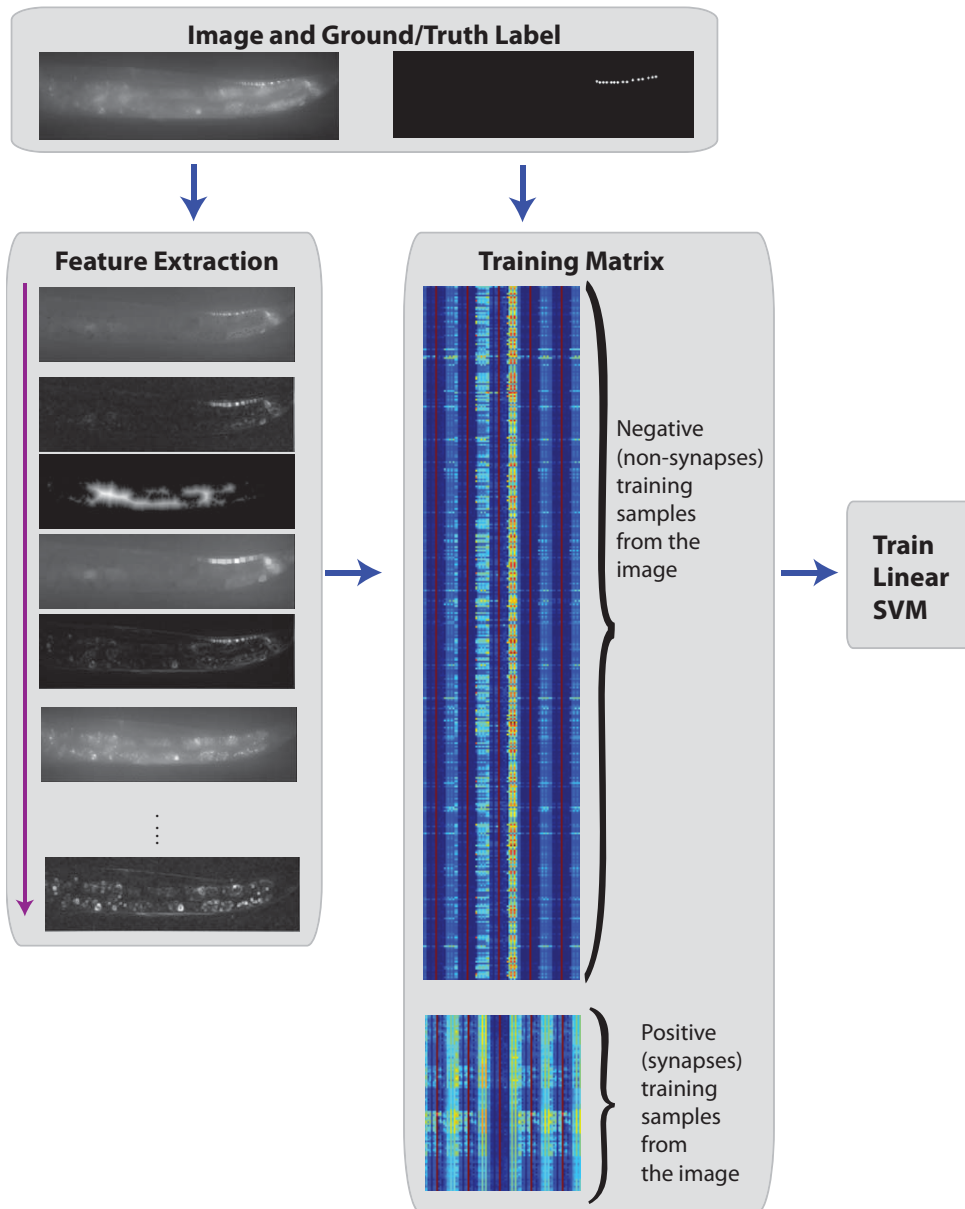 Image and Ground/Truth Label
Feature Extraction
Training Matrix
Negative
(non-synapses)
training
samples
from the
image
Train
Linear
SVM
Positive
(synapses)
training
samples
from
the image